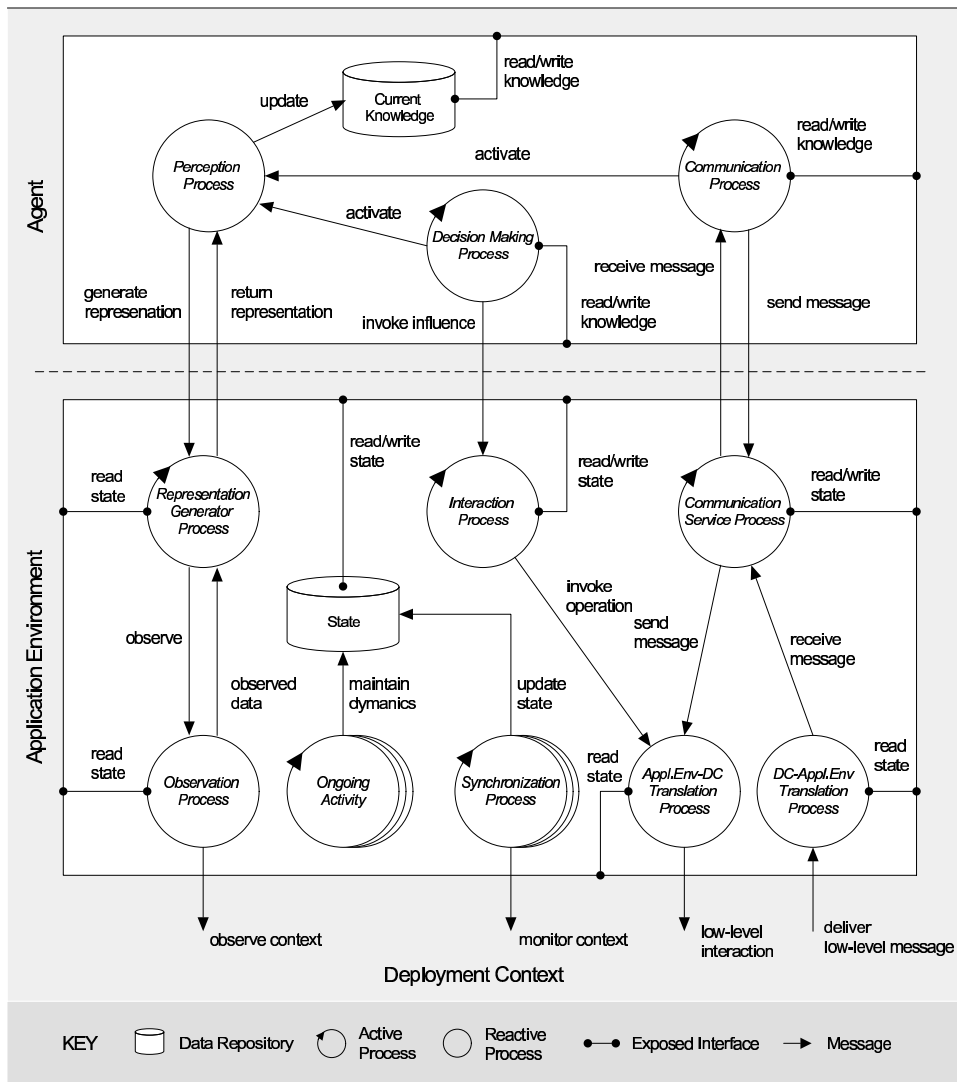 read/write
knowledge
Current
Knowledge
update
Perception
Process
activate
Communication
Process
read/write
knowledge
activate
Decision Making
Process
Agent
generate
represenation
return
representation
invoke influence
read/write
knowledge
receive message
send message
read
state
Representation
Generator
Process
read/write
state
Interaction
Process
read/write
state
Communication
Service Process
read/write
state
Application Environment
observe
State
invoke
operation
send
message
receive
message
observed
data
maintain
dymanics
update
state
read
state
Observation
Process
Ongoing
Activity
Synchronization
Process
read
state
Appl.Env-DC
Translation
Process
DC-Appl.Env
Translation
Process
read
state
observe context
monitor context
low-level
interaction
deliver
low-level message
Deployment Context
KEY
Data Repository
Active
Process
Reactive
Process
Exposed Interface
Message